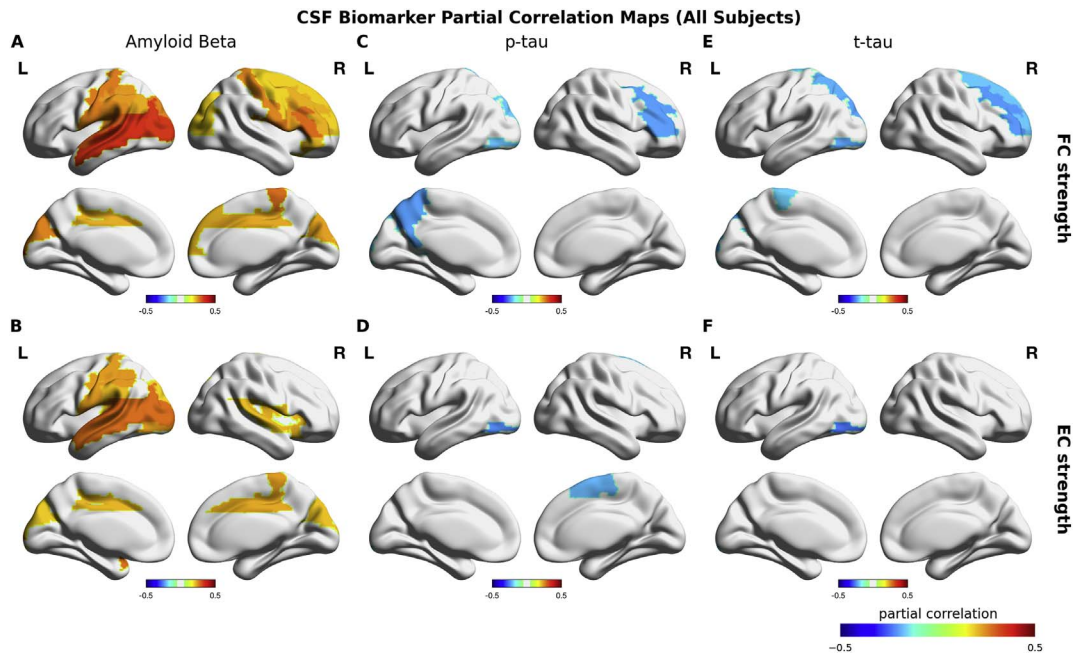 CSF Biomarker Partial Correlation Maps (All Subjects)
A Amyloid Beta C p-tau E t-tau
L R L R L R
FC strength
-0.5 0.5 -0.5 0.5 -0.5 0.5
B D F
L R L R L R
EC strength
-0.5 0.5 -0.5 0.5 -0.5 0.5
partial correlation
−0.5 0.5